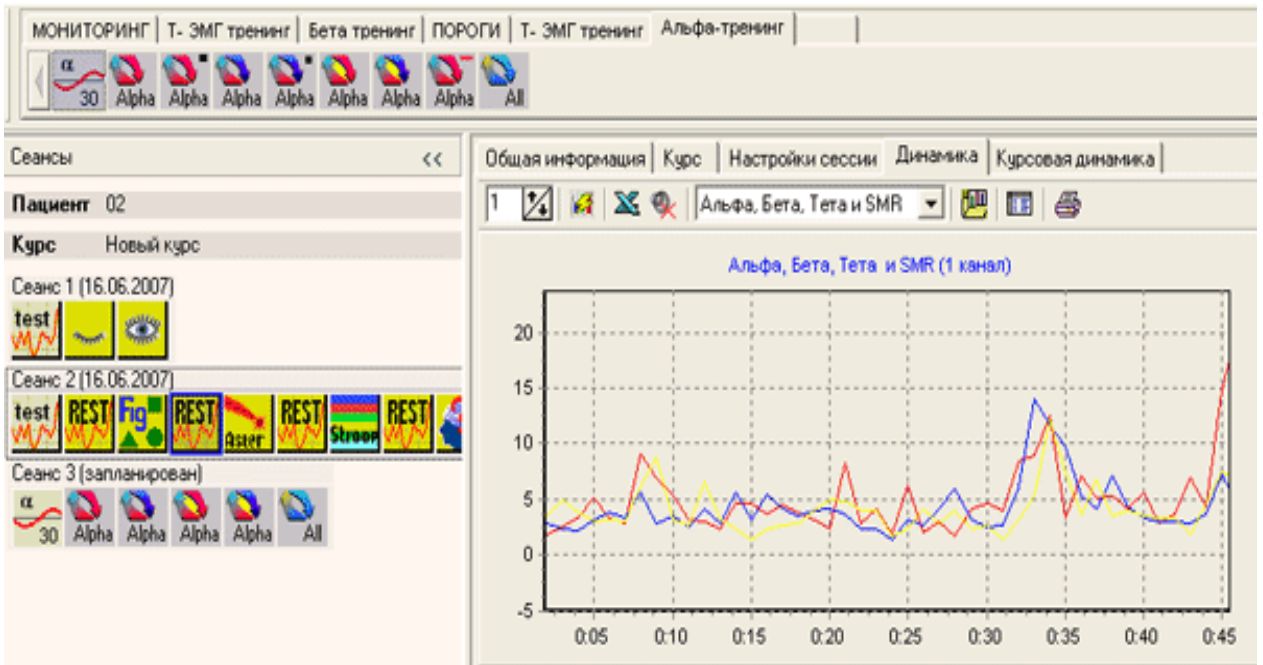 МОНИТОРИНГ Т- ЭМГ тренинг Бета тренинг ПОРОГИ Т- ЭМГ тренинг Альфа-тренинг
α 30 Alpha Alpha Alpha Alpha Alpha Alpha Alpha All
Сеансы <<
Пациент 02
Курс Новый курс
Сеанс 1 (16.06.2007)
test
Сеанс 2 (16.06.2007)
test REST Fig REST Aster REST Stroop REST
Сеанс 3 (запланирован)
α 30 Alpha Alpha Alpha Alpha All
Общая информация Курс Настройки сессии Динамика Курсовая динамика
1 Альфа, Бета, Тета и SMR
Альфа, Бета, Тета и SMR (1 канал)
20
15
10
5
0
-5
0:05 0:10 0:15 0:20 0:25 0:30 0:35 0:40 0:45